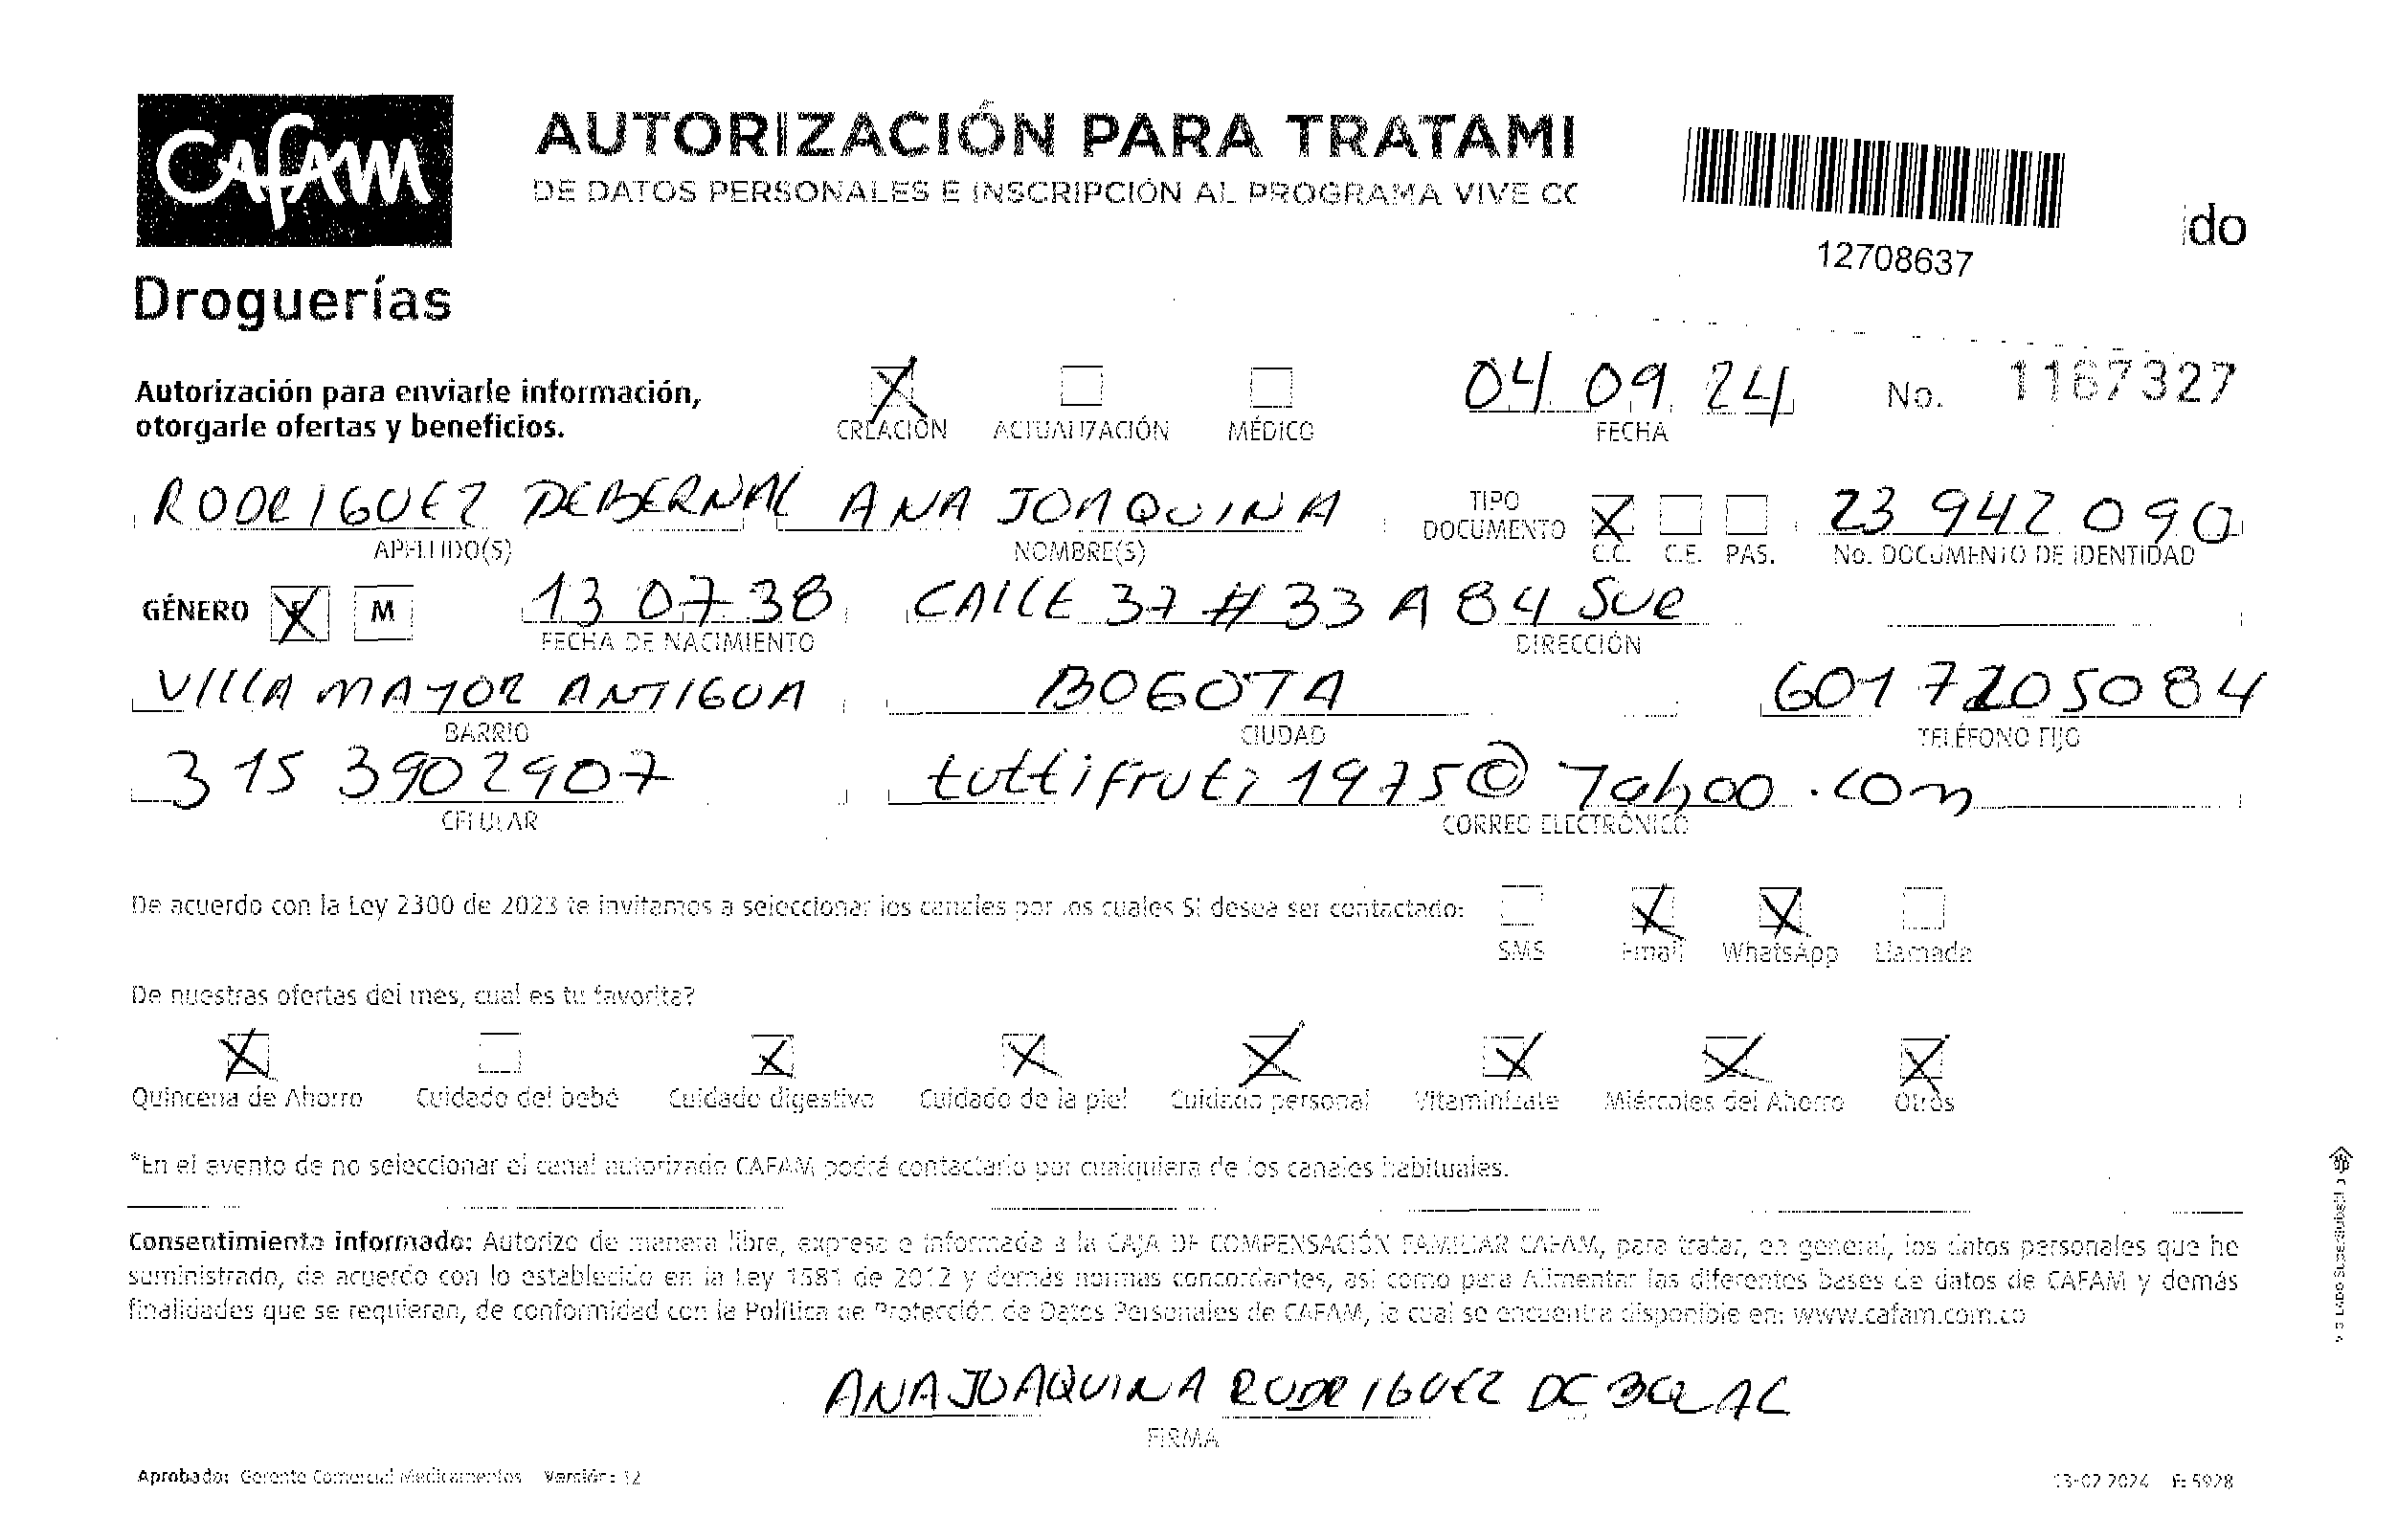 Cafam
AUTORIZACIÓN PARA TRATAMI
DE DATOS PERSONALES E INSCRIPCIÓN AL PROGRAMA VIVE CO
12708637
ido
Droguerías
Autorización para enviarle información,
otorgarle ofertas y beneficios.
CREACIÓN ACTUALIZACIÓN MÉDICO
04 09 24
FECHA
No. 1167327
RODRIGUEZ DEBERNAL ANA JOAQUINA
APELLIDO(S) NOMBRE(S)
TIPO
DOCUMENTO
C.C. C.E. PAS.
23 942 090
No. DOCUMENTO DE IDENTIDAD
GÉNERO F M
13 07 38
FECHA DE NACIMIENTO
CALLE 37 # 33 A 84 Sur
DIRECCIÓN
VILLA MAYOR ANTIGUA BOGOTA 601 7205084
BARRIO CIUDAD TELÉFONO FIJO
315 3902907 tuttifruti1975@yahoo.com
CELULAR CORREO ELECTRÓNICO
De acuerdo con la Ley 2300 de 2023 te invitamos a seleccionar los canales por los cuales SI desea ser contactado:
SMS Email WhatsApp Llamada
De nuestras ofertas del mes, cual es tu favorita?
Quincena de Ahorro Cuidado del bebé Cuidado digestivo Cuidado de la piel Cuidado personal Vitamínizate Miércoles del Ahorro Otros
*En el evento de no seleccionar el canal autorizado CAFAM podrá contactarlo por cualquiera de los canales habituales.
Consentimiento informado: Autorizo de manera libre, expresa e informada a la CAJA DE COMPENSACIÓN FAMILIAR CAFAM, para tratar, en general, los datos personales que he
suministrado, de acuerdo con lo establecido en la Ley 1581 de 2012 y demás normas concordantes, así como para Alimentar las diferentes bases de datos de CAFAM y demás
finalidades que se requieran, de conformidad con la Política de Protección de Datos Personales de CAFAM, la cual se encuentra disponible en: www.cafam.com.co
ANA JOAQUINA RODRIGUEZ DE
FIRMA
Aprobado: Gerente Comercial Medicamentos Versión: 12
13-02 2024 F: 5928
VIGILADO SuperSubsidio